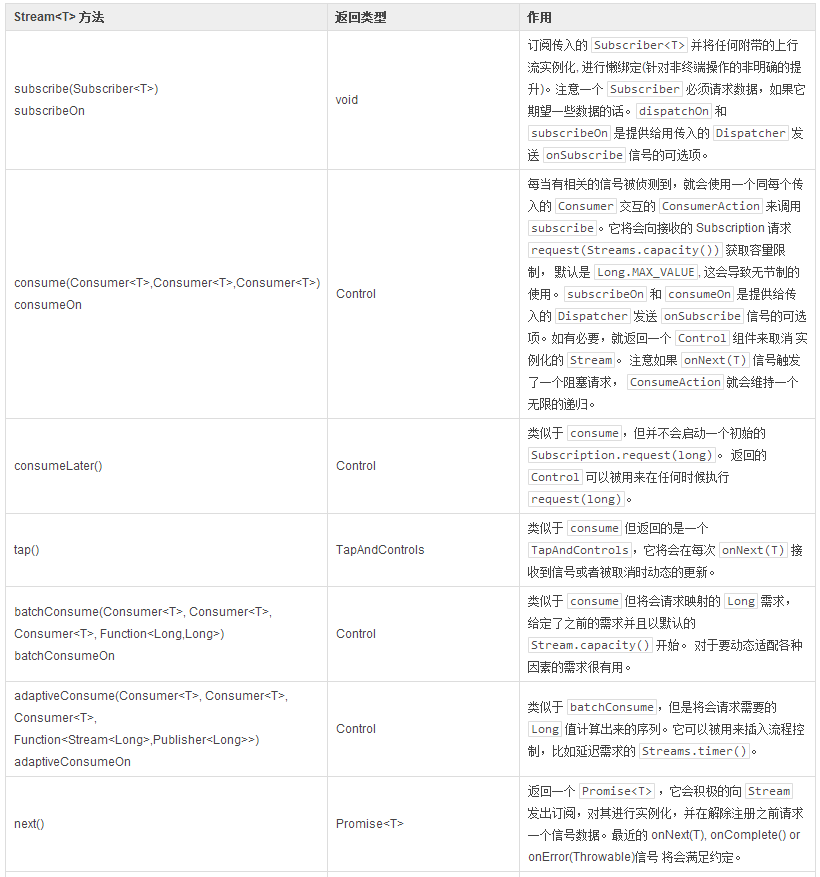 Stream<T> 方法
返回类型
作用
subscribe(Subscriber<T>)
subscribeOn
void
订阅传入的 Subscriber<T> 并将任何附带的上行
流实例化, 进行懒绑定(针对非终端操作的非明确的提
升)。注意一个 Subscriber 必须请求数据，如果它
期望一些数据的话。dispatchOn 和
subscribeOn 是提供给用传入的 Dispatcher 发
送 onSubscribe 信号的可选项。
consume(Consumer<T>,Consumer<T>,Consumer<T>)
consumeOn
Control
每当有相关的信号被侦测到，就会使用一个同每个传
入的 Consumer 交互的 ConsumerAction 来调用
subscribe。它将会向接收的 Subscription 请求
request(Streams.capacity()) 获取容量限
制， 默认是 Long.MAX_VALUE, 这会导致无节制的
使用。subscribeOn 和 consumeOn 是提供给传
入的 Dispatcher 发送 onSubscribe 信号的可选
项。如有必要，就返回一个 Control 组件来取消 实
例化的 Stream。 注意如果 onNext(T) 信号触发
了一个阻塞请求， ConsumeAction 就会维持一个
无限的递归。
consumeLater()
Control
类似于 consume，但并不会启动一个初始的
Subscription.request(long)。 返回的
Control 可以被用来在任何时候执行
request(long)。
tap()
TapAndControls
类似于 consume 但返回的是一个
TapAndControls，它将会在每次 onNext(T) 接
收到信号或者被取消时动态的更新。
batchConsume(Consumer<T>, Consumer<T>,
Consumer<T>, Function<Long,Long>)
batchConsumeOn
Control
类似于 consume 但将会请求映射的 Long 需求，
给定了之前的需求并且以默认的
Stream.capacity() 开始。 对于要动态适配各种
因素的需求很有用。
adaptiveConsume(Consumer<T>, Consumer<T>,
Consumer<T>,
Function<Stream<Long>,Publisher<Long>>)
adaptiveConsumeOn
Control
类似于 batchConsume，但是将会请求需要的
Long 值计算出来的序列。它可以被用来插入流程控
制，比如延迟需求的 Streams.timer()。
next()
Promise<T>
返回一个 Promise<T> ，它会积极的向 Stream
发出订阅，对其进行实例化，并在解除注册之前请求
一个信号数据。最近的 onNext(T), onComplete() or
onError(Throwable)信号 将会满足约定。